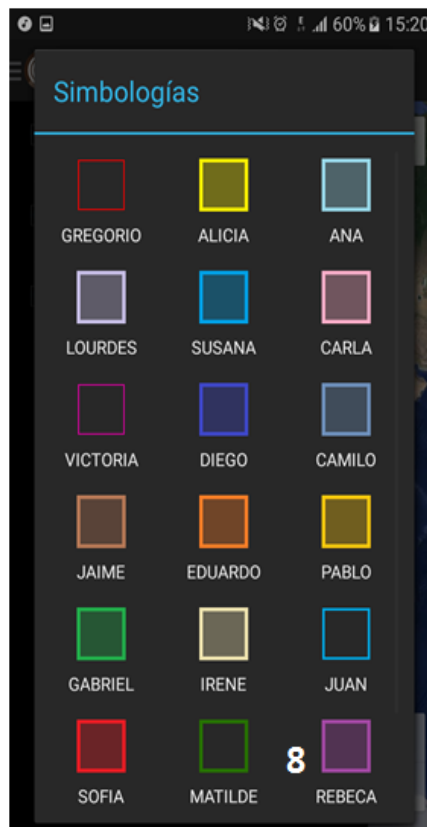 60% 15:20
Simbologías
GREGORIO ALICIA ANA
LOURDES SUSANA CARLA
VICTORIA DIEGO CAMILO
JAIME EDUARDO PABLO
GABRIEL IRENE JUAN
8
SOFIA MATILDE REBECA